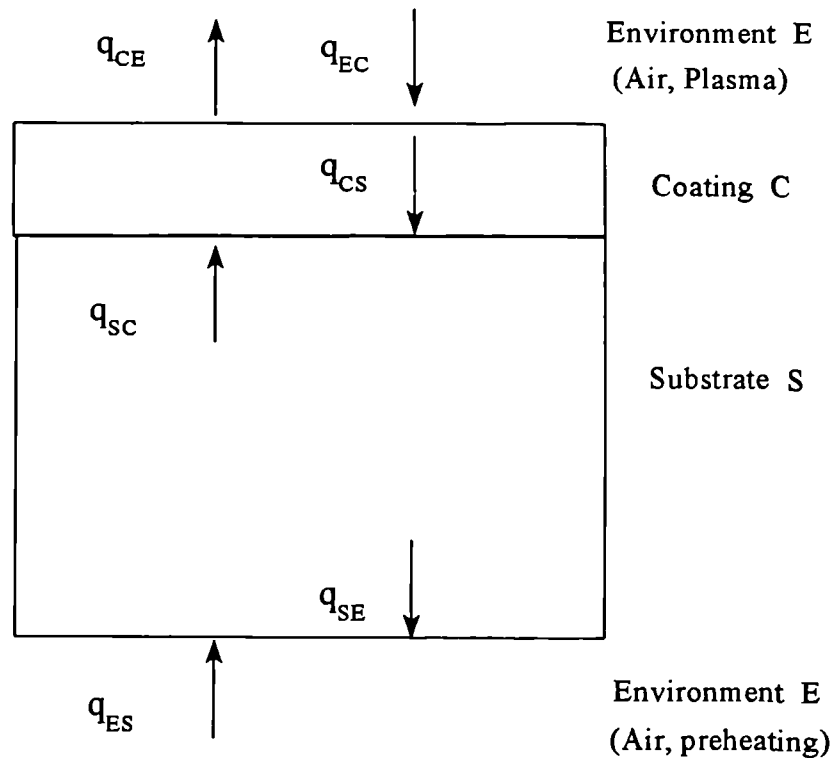 q_CE
q_EC
Environment E
(Air, Plasma)
q_CS
Coating C
q_SC
Substrate S
q_SE
q_ES
Environment E
(Air, preheating)